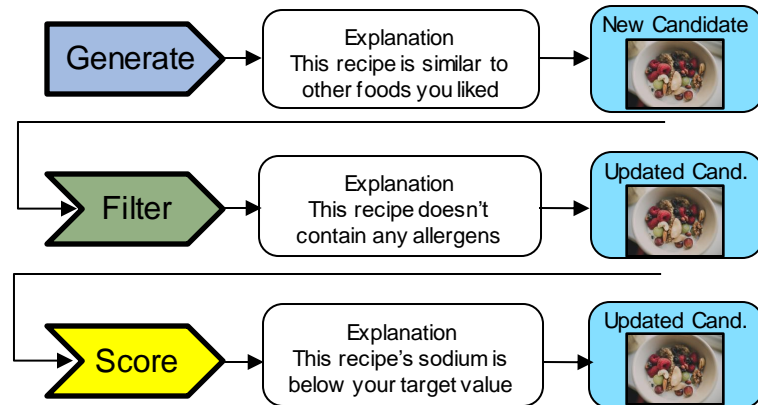 Generate
Explanation
This recipe is similar to
other foods you liked
New Candidate
Filter
Explanation
This recipe doesn't
contain any allergens
Updated Cand.
Score
Explanation
This recipe's sodium is
below your target value
Updated Cand.